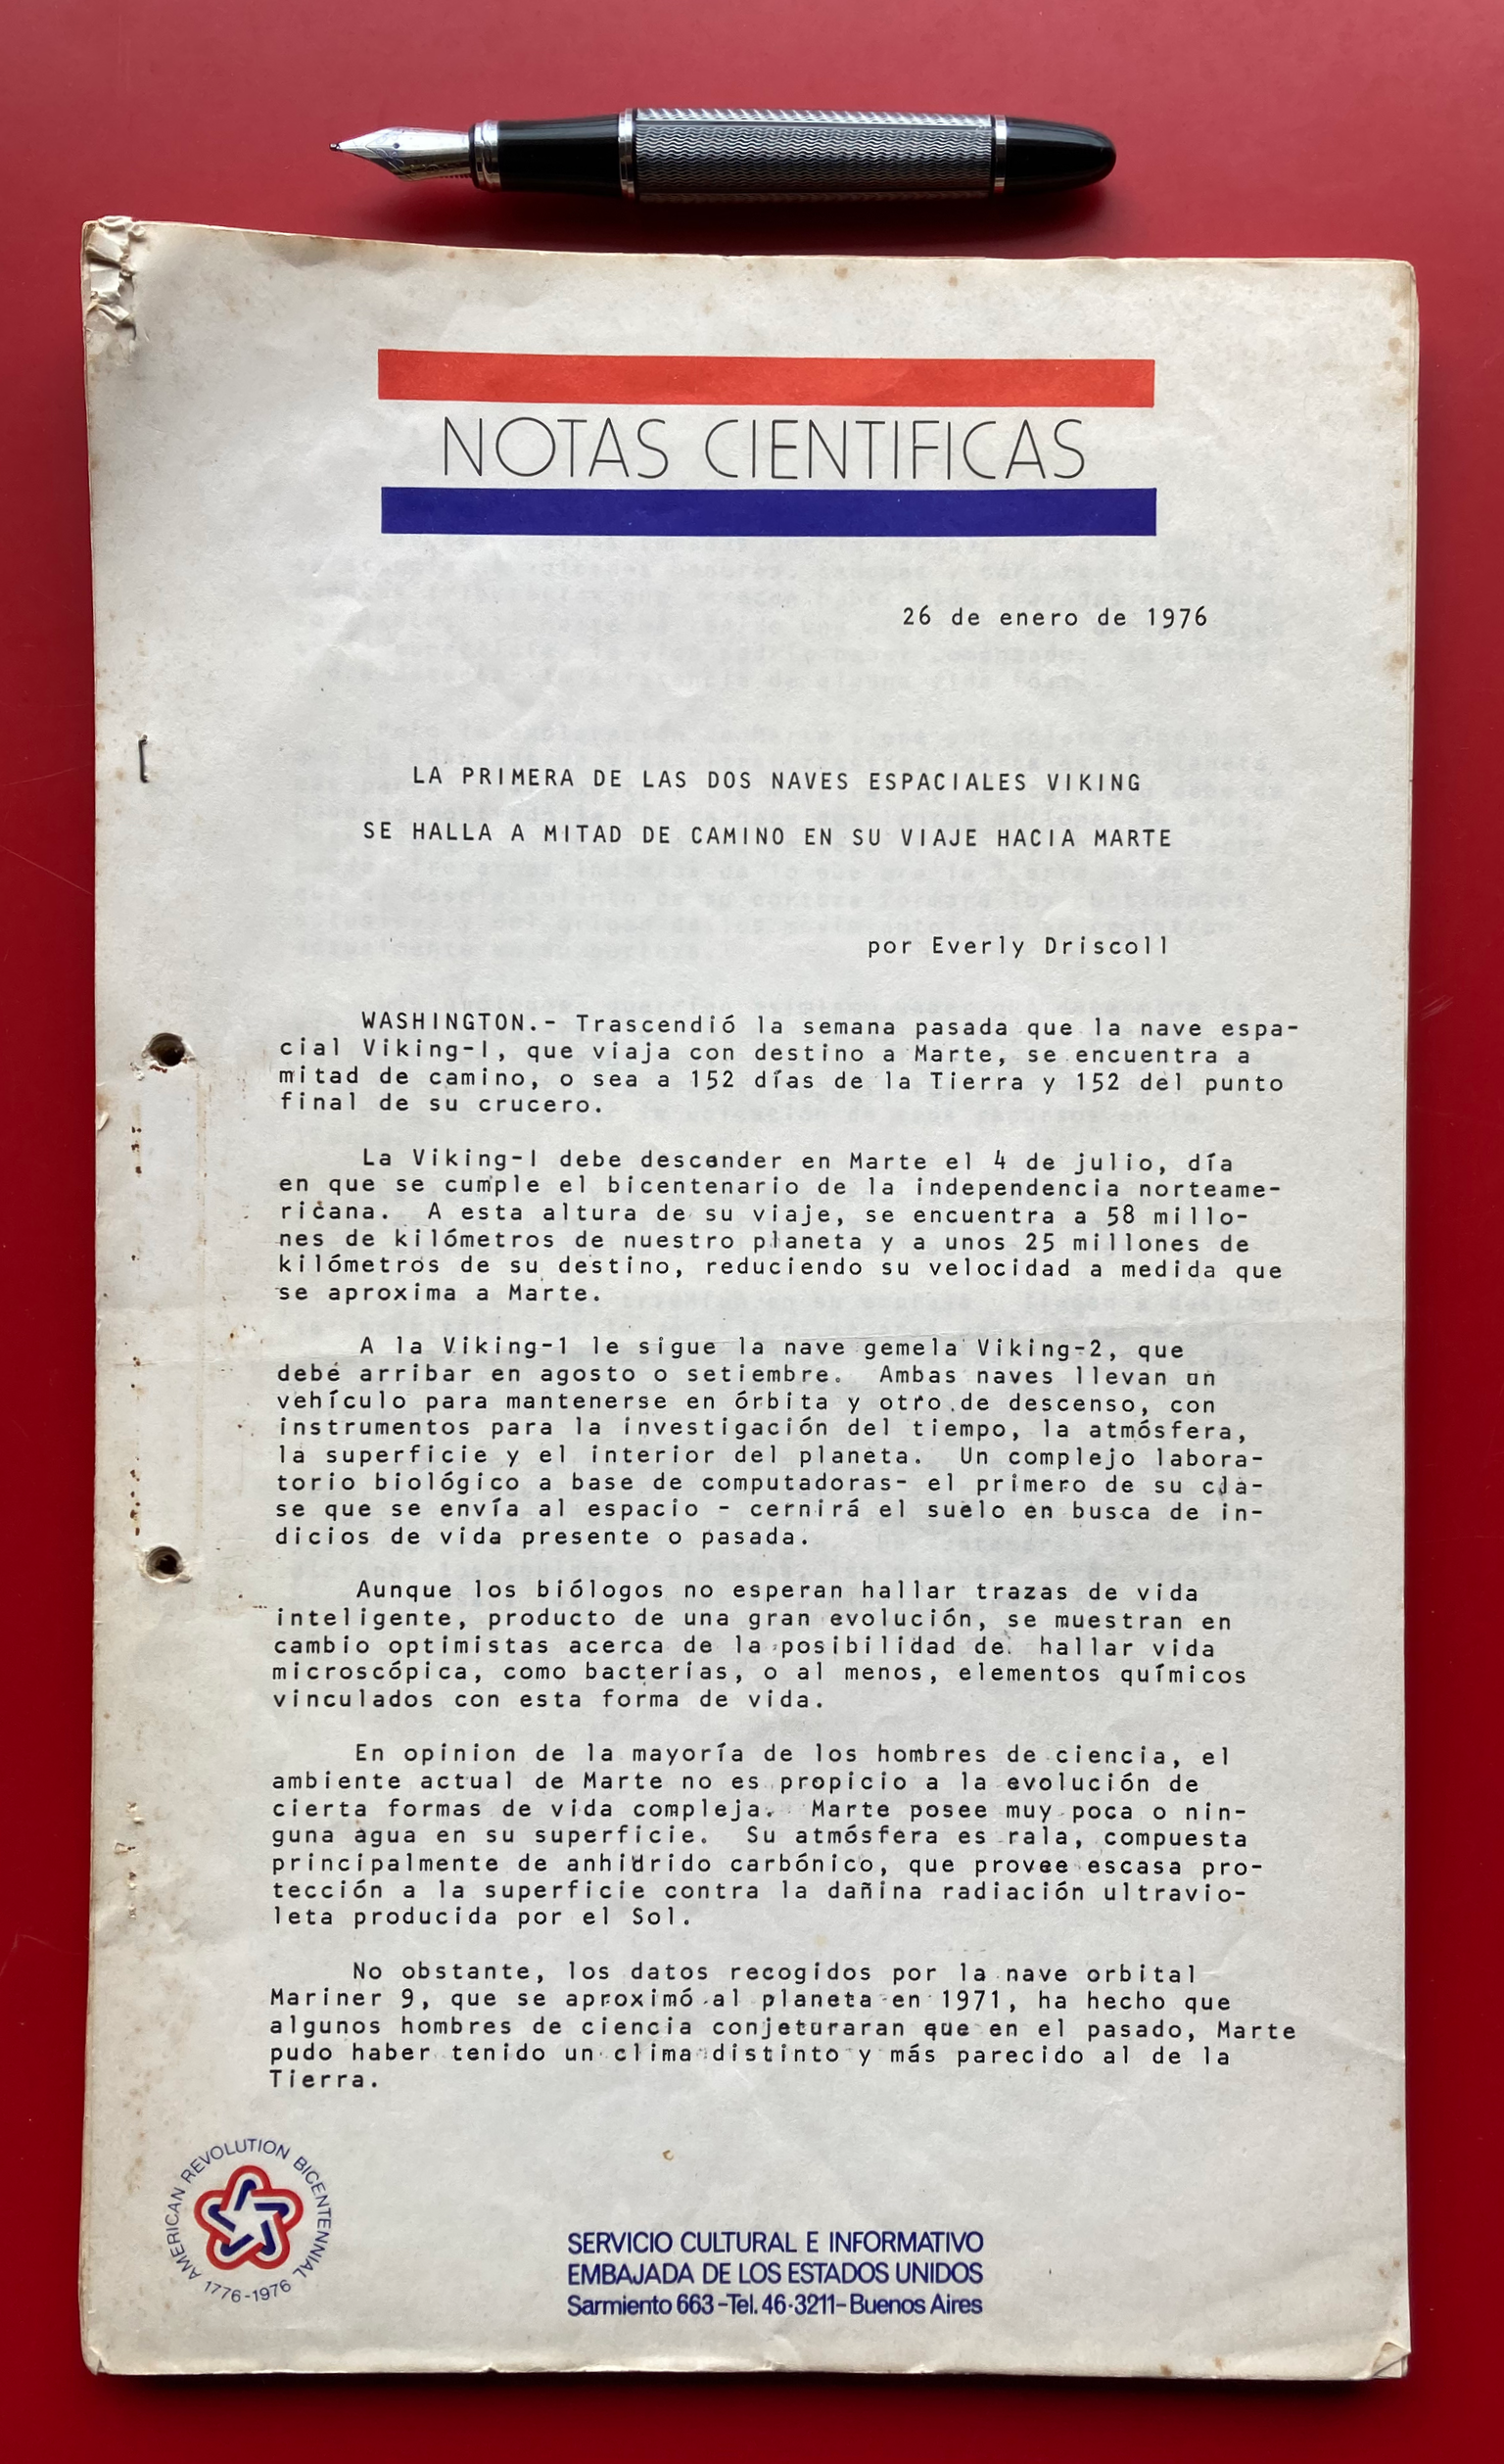 NOTAS CIENTIFICAS
26 de enero de 1976
LA PRIMERA DE LAS DOS NAVES ESPACIALES VIKING
SE HALLA A MITAD DE CAMINO EN SU VIAJE HACIA MARTE
por Everly Driscoll
WASHINGTON.- Trascendió la semana pasada que la nave espa-
cial Viking-I, que viaja con destino a Marte, se encuentra a
mitad de camino, o sea a 152 días de la Tierra y 152 del punto
final de su crucero.
La Viking-I debe descender en Marte el 4 de julio, día
en que se cumple el bicentenario de la independencia norteame-
ricana. A esta altura de su viaje, se encuentra a 58 millo-
nes de kilómetros de nuestro planeta y a unos 25 millones de
kilómetros de su destino, reduciendo su velocidad a medida que
se aproxima a Marte.
A la Viking-1 le sigue la nave gemela Viking-2, que
debe arribar en agosto o setiembre. Ambas naves llevan un
vehículo para mantenerse en órbita y otro de descenso, con
instrumentos para la investigación del tiempo, la atmósfera,
la superficie y el interior del planeta. Un complejo labora-
torio biológico a base de computadoras- el primero de su cla-
se que se envía al espacio - cernirá el suelo en busca de in-
dicios de vida presente o pasada.
Aunque los biólogos no esperan hallar trazas de vida
inteligente, producto de una gran evolución, se muestran en
cambio optimistas acerca de la posibilidad de hallar vida
microscópica, como bacterias, o al menos, elementos químicos
vinculados con esta forma de vida.
En opinion de la mayoría de los hombres de ciencia, el
ambiente actual de Marte no es propicio a la evolución de
cierta formas de vida compleja. Marte posee muy poca o nin-
guna agua en su superficie. Su atmósfera es rala, compuesta
principalmente de anhidrido carbónico, que provee escasa pro-
tección a la superficie contra la dañina radiación ultravio-
leta producida por el Sol.
No obstante, los datos recogidos por la nave orbital
Mariner 9, que se aproximó al planeta en 1971, ha hecho que
algunos hombres de ciencia conjeturaran que en el pasado, Marte
pudo haber tenido un clima distinto y más parecido al de la
Tierra.
AMERICAN REVOLUTION BICENTENNIAL
1776-1976
SERVICIO CULTURAL E INFORMATIVO
EMBAJADA DE LOS ESTADOS UNIDOS
Sarmiento 663-Tel. 46-3211-Buenos Aires